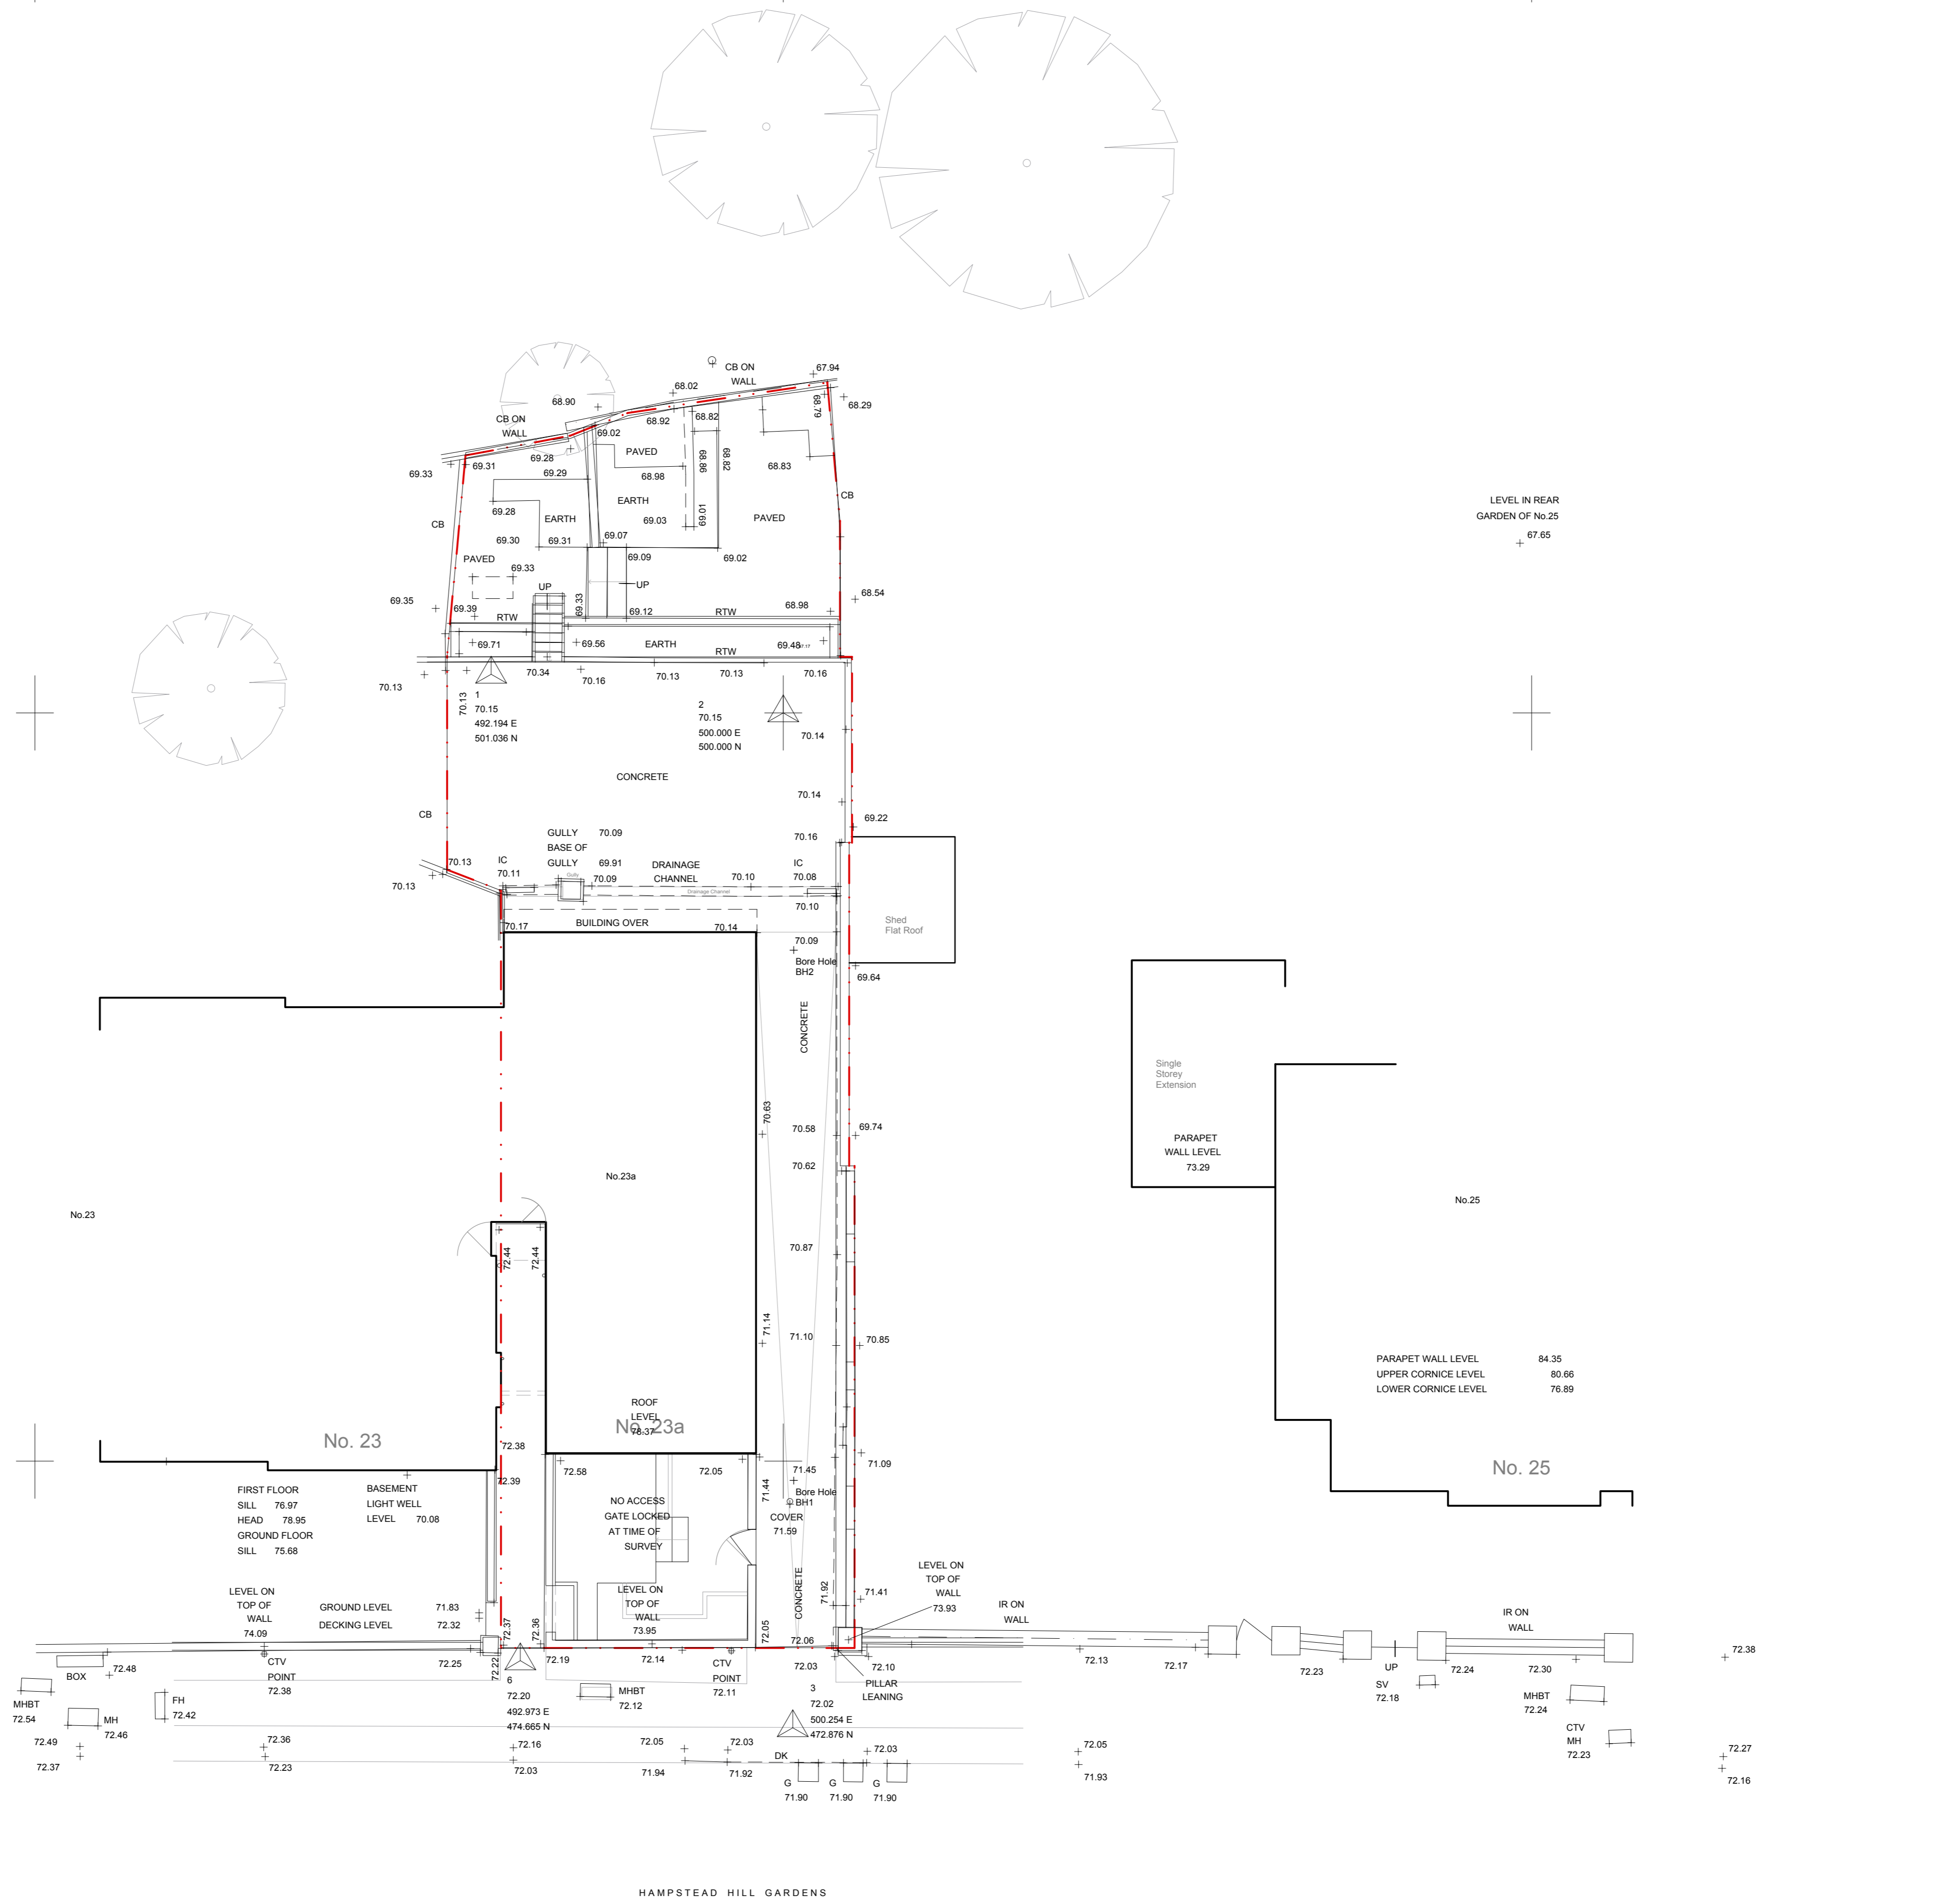 CB ON
WALL
67.94
68.02
68.90
68.79
68.29
CB ON
WALL
68.92
68.82
69.02
69.33
69.31
69.28
69.29
PAVED
68.98
68.86
68.82
68.83
CB
CB
69.28
EARTH
EARTH
69.03
69.01
PAVED
69.30
69.31
69.07
69.09
69.02
PAVED
69.33
UP
UP
69.35
69.39
RTW
69.33
69.12
RTW
68.98
68.54
69.71
69.56
EARTH
RTW
69.48
70.13
70.13
70.34
70.16
70.13
70.13
70.16
1
70.15
492.194 E
501.036 N
2
70.15
500.000 E
500.000 N
70.14
CONCRETE
70.14
CB
GULLY 70.09
BASE OF
GULLY 69.91
70.16
69.22
70.13
70.13
IC
70.11
70.09
DRAINAGE
CHANNEL
70.10
IC
70.08
Gully
Drainage Channel
70.10
70.17
BUILDING OVER
70.14
70.09
Shed
Flat Roof
Bore Hole
BH2
69.64
CONCRETE
LEVEL IN REAR
GARDEN OF No.25
67.65
Single
Storey
Extension
PARAPET
WALL LEVEL
73.29
70.63
70.58
69.74
70.62
No.23a
No.23
No.25
72.44
72.44
70.87
71.14
71.10
70.85
PARAPET WALL LEVEL 84.35
UPPER CORNICE LEVEL 80.66
LOWER CORNICE LEVEL 76.89
ROOF
LEVEL
78.37
No. 23a
No. 23
No. 25
72.38
72.39
72.58
72.05
71.44
71.45
71.09
FIRST FLOOR
SILL 76.97
HEAD 78.95
GROUND FLOOR
SILL 75.68
BASEMENT
LIGHT WELL
LEVEL 70.08
NO ACCESS
GATE LOCKED
AT TIME OF
SURVEY
Bore Hole
BH1
COVER
71.59
CONCRETE
71.92
LEVEL ON
TOP OF
WALL
74.09
GROUND LEVEL 71.83
DECKING LEVEL 72.32
LEVEL ON
TOP OF
WALL
73.95
71.41
LEVEL ON
TOP OF
WALL
73.93
IR ON
WALL
IR ON
WALL
72.37
72.36
72.05
72.06
BOX
72.48
CTV
POINT
72.38
72.25
72.22
72.19
72.14
CTV
POINT
72.11
72.03
72.10
72.13
72.17
72.23
UP
72.24
72.30
72.38
MHBT
72.54
MH
72.46
FH
72.42
6
72.20
492.973 E
474.665 N
MHBT
72.12
3
72.02
500.254 E
472.876 N
PILLAR
LEANING
SV
72.18
MHBT
72.24
CTV
MH
72.23
72.49
72.37
72.36
72.23
72.16
72.03
72.05
71.94
72.03
71.92
DK
72.03
72.05
71.93
72.27
72.16
G
71.90
G
71.90
G
71.90
HAMPSTEAD HILL GARDENS